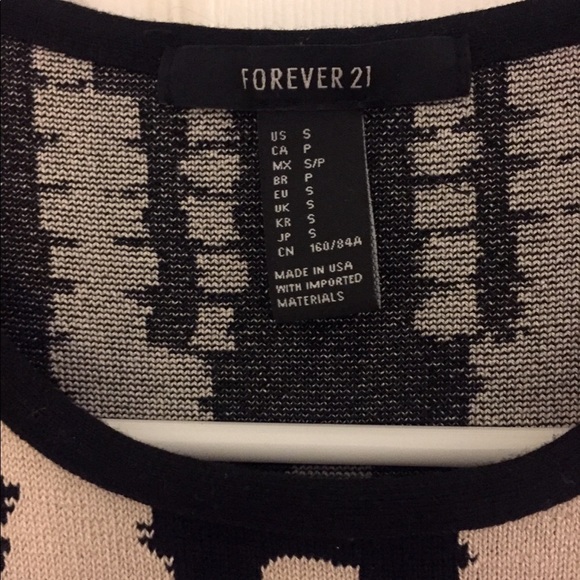 FOREVER 21
US S
CA P
MX S/P
BR P
EU S
UK S
KR S
JP S
CN 160/84A
MADE IN USA
WITH IMPORTED
MATERIALS